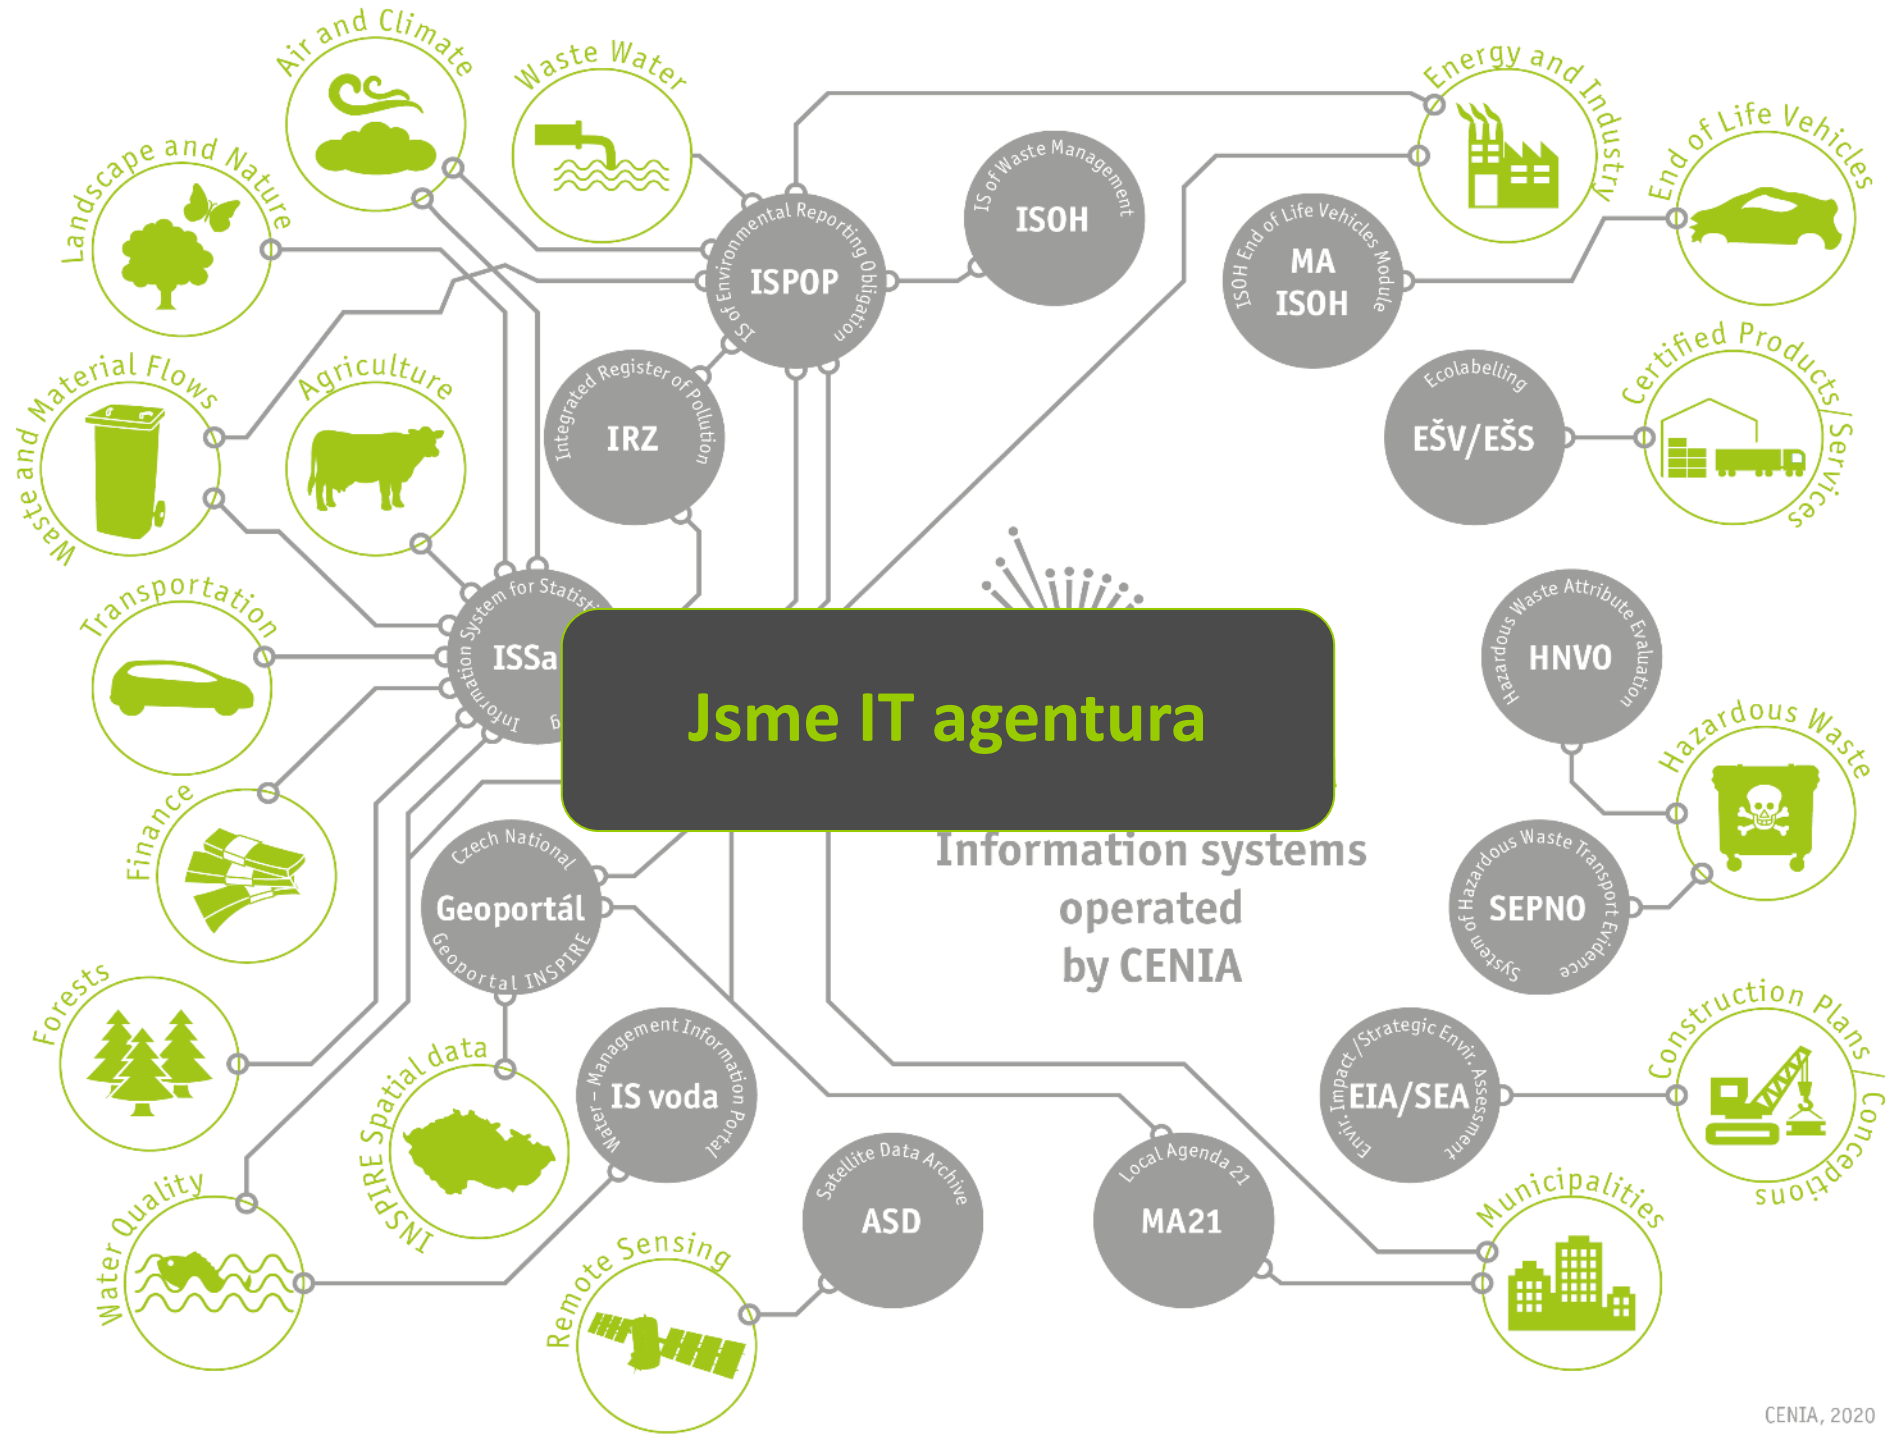 Air and Climate
Waste Water
Energy and Industry
End of Life Vehicles
Landscape and Nature
IS of Waste Management
ISOH
IS of Environmental Reporting Obligation
ISPOP
ISOH End of Life Vehicles Module
MA
ISOH
Waste and Material Flows
Agriculture
Integrated Register of Pollution
IRZ
Ecolabelling
EŠV/EŠS
Certified Products/ Services
Transportation
Information System for
ISSa
Jsme IT agentura
Hazardous Waste Attribute Evaluation
HNVO
Hazardous Waste
Finance
Czech National
Geoportál
Geoportal INSPIRE
Information systems
operated
by CENIA
System of Hazardous Waste Transport Evidence
SEPNO
Forests
INSPIRE Spatial data
Water – Management Information Portal
IS voda
Envir. Impact /Strategic Envir. Assessment
EIA/SEA
Construction Plans/ Conceptions
Water Quality
Remote Sensing
Satellite Data Archive
ASD
Local Agenda 21
MA21
Municipalities
CENIA, 2020